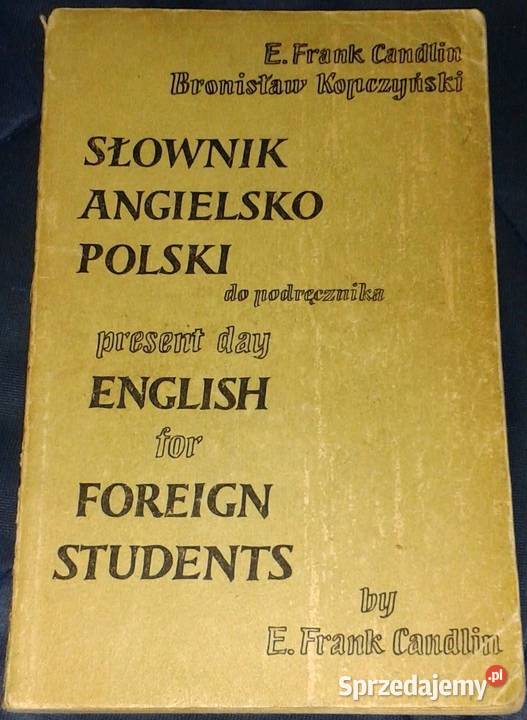 E. Frank Candlin
Bronisław Kopczyński
SŁOWNIK
ANGIELSKO
POLSKI
do podręcznika
present day
ENGLISH
for
FOREIGN
STUDENTS
by
E. Frank Candlin
Sprzedajemy.pl